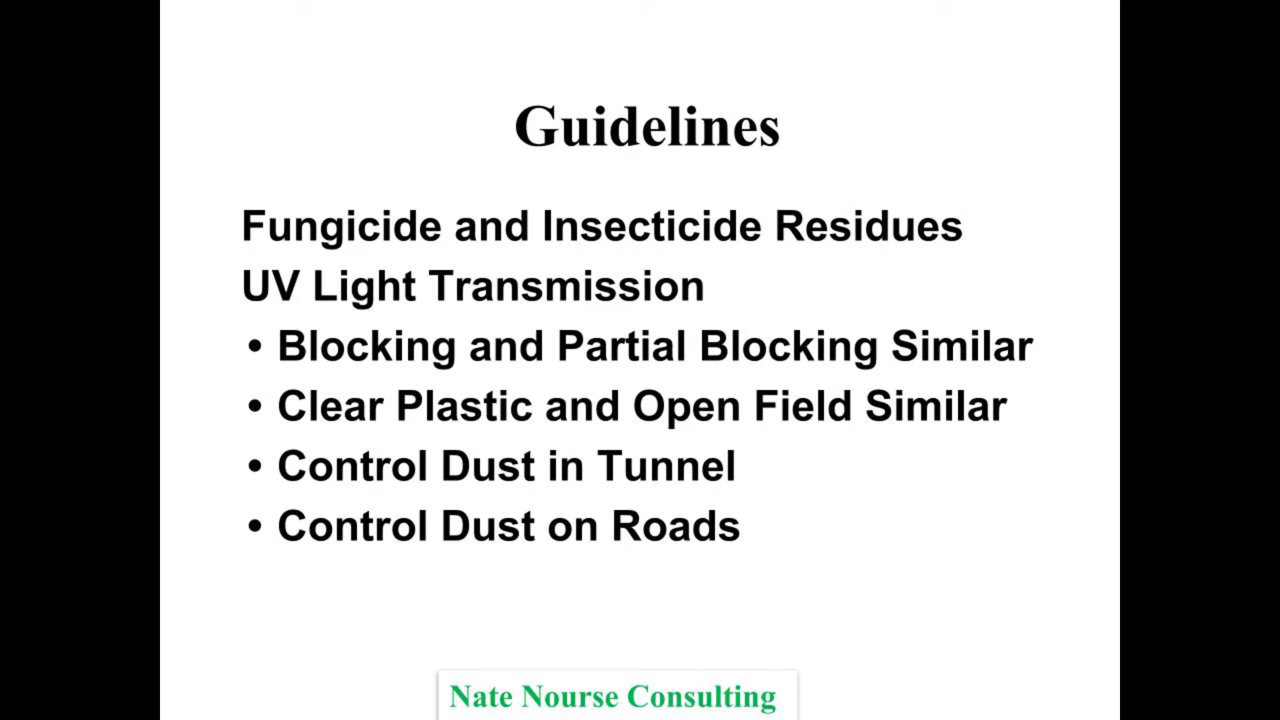 Guidelines
Fungicide and Insecticide Residues
UV Light Transmission
• Blocking and Partial Blocking Similar
• Clear Plastic and Open Field Similar
• Control Dust in Tunnel
• Control Dust on Roads
Nate Nourse Consulting